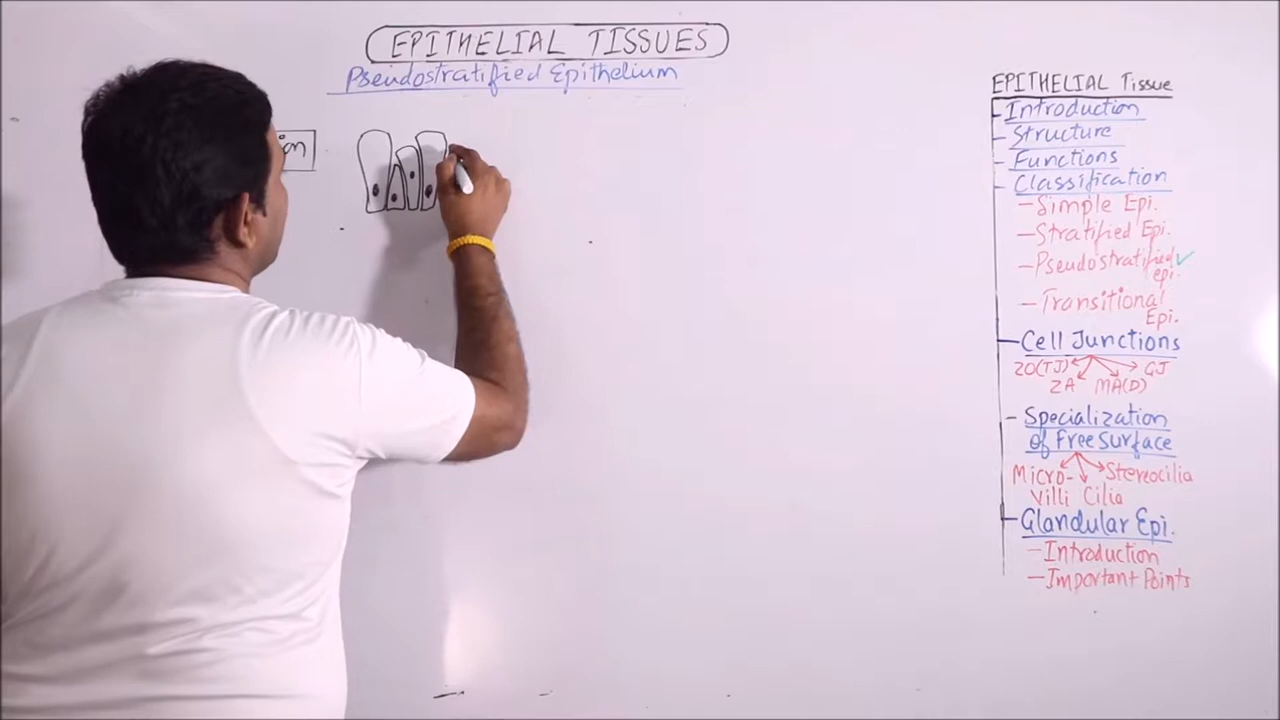 EPITHELIAL TISSUES
Pseudostratified Epithelium
EPITHELIAL Tissue
Introduction
Structure
Functions
Classification
- Simple Epi.
- Stratified Epi.
- Pseudostratified ✓
epi.
- Transitional
Epi.
Cell Junctions
ZO(TJ) GJ
ZA MA(D)
- Specialization
of Free Surface
Micro- Stereocilia
Villi Cilia
- Glandular Epi.
- Introduction
- Important Points